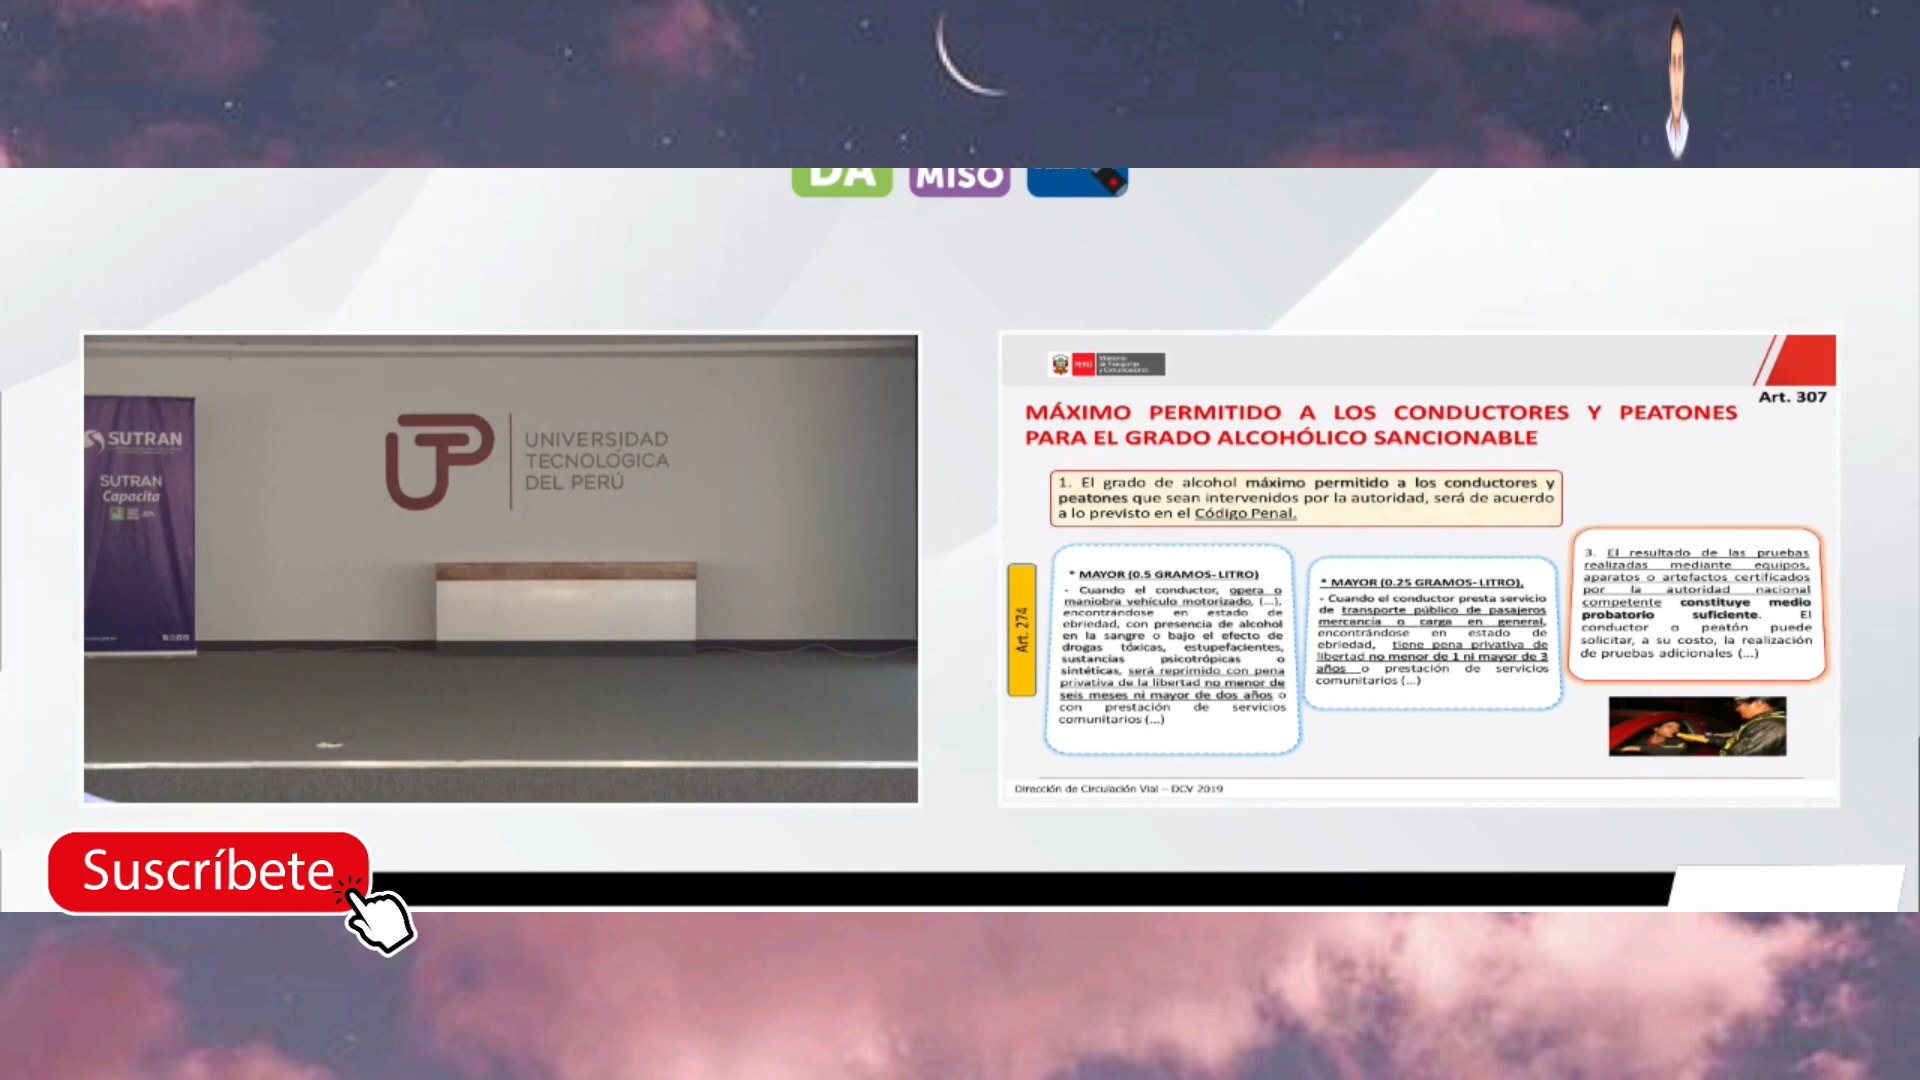 DA
MISO
SUTRAN
SUTRAN
Capacita
UNIVERSIDAD
TECNOLÓGICA
DEL PERÚ
PERÚ
Ministerio
de Transportes
y Comunicaciones
Art. 307
MÁXIMO PERMITIDO A LOS CONDUCTORES Y PEATONES
PARA EL GRADO ALCOHÓLICO SANCIONABLE
1. El grado de alcohol máximo permitido a los conductores y
peatones que sean intervenidos por la autoridad, será de acuerdo
a lo previsto en el Código Penal.
Art. 274
* MAYOR (0.5 GRAMOS- LITRO)
- Cuando el conductor, opera o
maniobra vehículo motorizado, (...),
encontrándose en estado de
ebriedad, con presencia de alcohol
en la sangre o bajo el efecto de
drogas tóxicas, estupefacientes,
sustancias psicotrópicas o
sintéticas, será reprimido con pena
privativa de la libertad no menor de
seis meses ni mayor de dos años o
con prestación de servicios
comunitarios (...)
* MAYOR (0.25 GRAMOS- LITRO),
- Cuando el conductor presta servicio
de transporte público de pasajeros
mercancía o carga en general,
encontrándose en estado de
ebriedad, tiene pena privativa de
libertad no menor de 1 ni mayor de 3
años o prestación de servicios
comunitarios (...)
3. El resultado de las pruebas
realizadas mediante equipos,
aparatos o artefactos certificados
por la autoridad nacional
competente constituye medio
probatorio suficiente. El
conductor o peatón puede
solicitar, a su costo, la realización
de pruebas adicionales (...)
Dirección de Circulación Vial – DCV 2019
Suscríbete